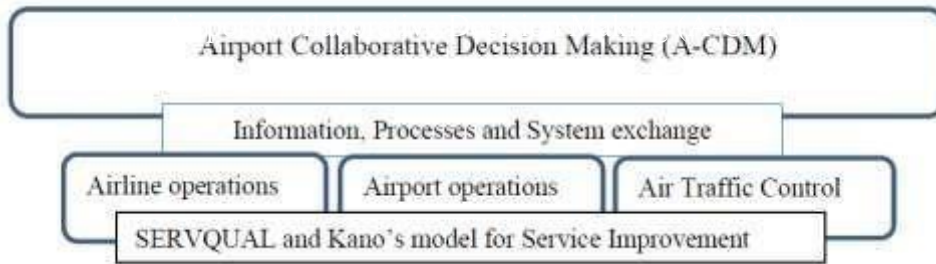 Airport Collaborative Decision Making (A-CDM)
Information, Processes and System exchange
Airline operations
Airport operations
Air Traffic Control
SERVQUAL and Kano's model for Service Improvement